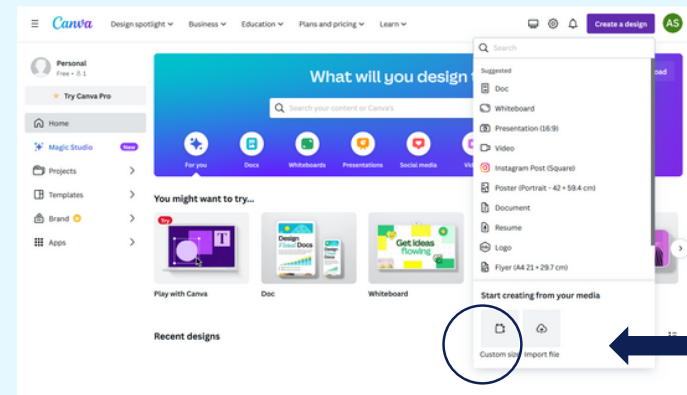 Canva
Design spotlight
Business
Education
Plans and pricing
Learn
Create a design
AS
Personal
Free • 1
Try Canva Pro
Home
Magic Studio
New
Projects
Templates
Brand
Apps
What will you design
Search your content or Canva's
For you
Docs
Whiteboards
Presentations
Social media
You might want to try...
Try
T
Design
Docs
Get ideas
flowing
Play with Canva
Doc
Whiteboard
Recent designs
Search
Suggested
Doc
Whiteboard
Presentation (16:9)
Video
Instagram Post (Square)
Poster (Portrait - 42 × 59.4 cm)
Document
Resume
Logo
Flyer (A4 21 × 29.7 cm)
Start creating from your media
Custom size
Import file